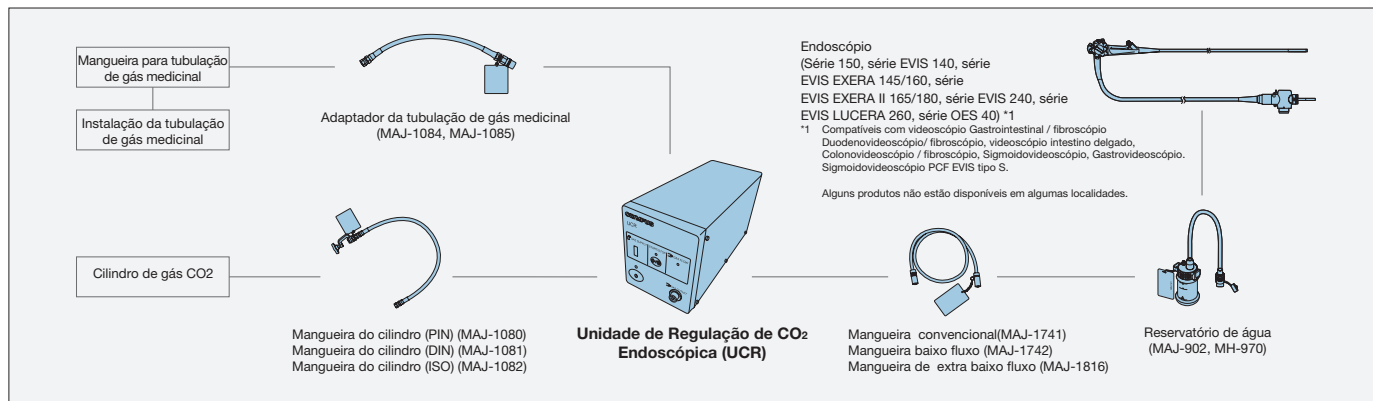 Mangueira para tubulação
de gás medicinal
Instalação da tubulação
de gás medicinal
Adaptador da tubulação de gás medicinal
(MAJ-1084, MAJ-1085)
Endoscópio
(Série 150, série EVIS 140, série
EVIS EXERA 145/160, série
EVIS EXERA II 165/180, série EVIS 240, série
EVIS LUCERA 260, série OES 40) *1
*1 Compatíveis com videoscópio Gastrointestinal / fibroscópio
Duodenovideoscópio/ fibroscópio, videoscópio intestino delgado,
Colonovideoscópio / fibroscópio, Sigmoidovideoscópio, Gastrovideoscópio.
Sigmoidovideoscópio PCF EVIS tipo S.
Alguns produtos não estão disponíveis em algumas localidades.
Cilindro de gás CO2
Mangueira do cilindro (PIN) (MAJ-1080)
Mangueira do cilindro (DIN) (MAJ-1081)
Mangueira do cilindro (ISO) (MAJ-1082)
OLYMPUS
UCR
Unidade de Regulação de CO2
Endoscópica (UCR)
Mangueira convencional(MAJ-1741)
Mangueira baixo fluxo (MAJ-1742)
Mangueira de extra baixo fluxo (MAJ-1816)
Reservatório de água
(MAJ-902, MH-970)